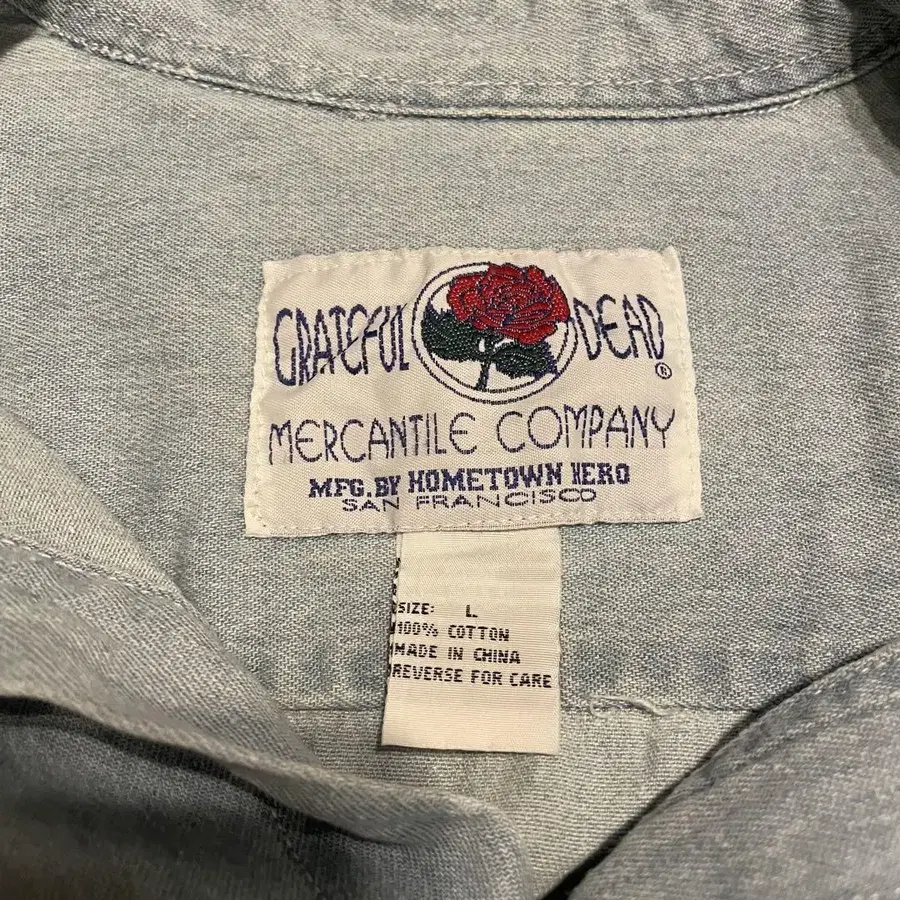 GRATEFUL DEAD ®
MERCANTILE COMPANY
MFG. BY HOMETOWN HERO
SAN FRANCISCO
SIZE: L
100% COTTON
MADE IN CHINA
REVERSE FOR CARE